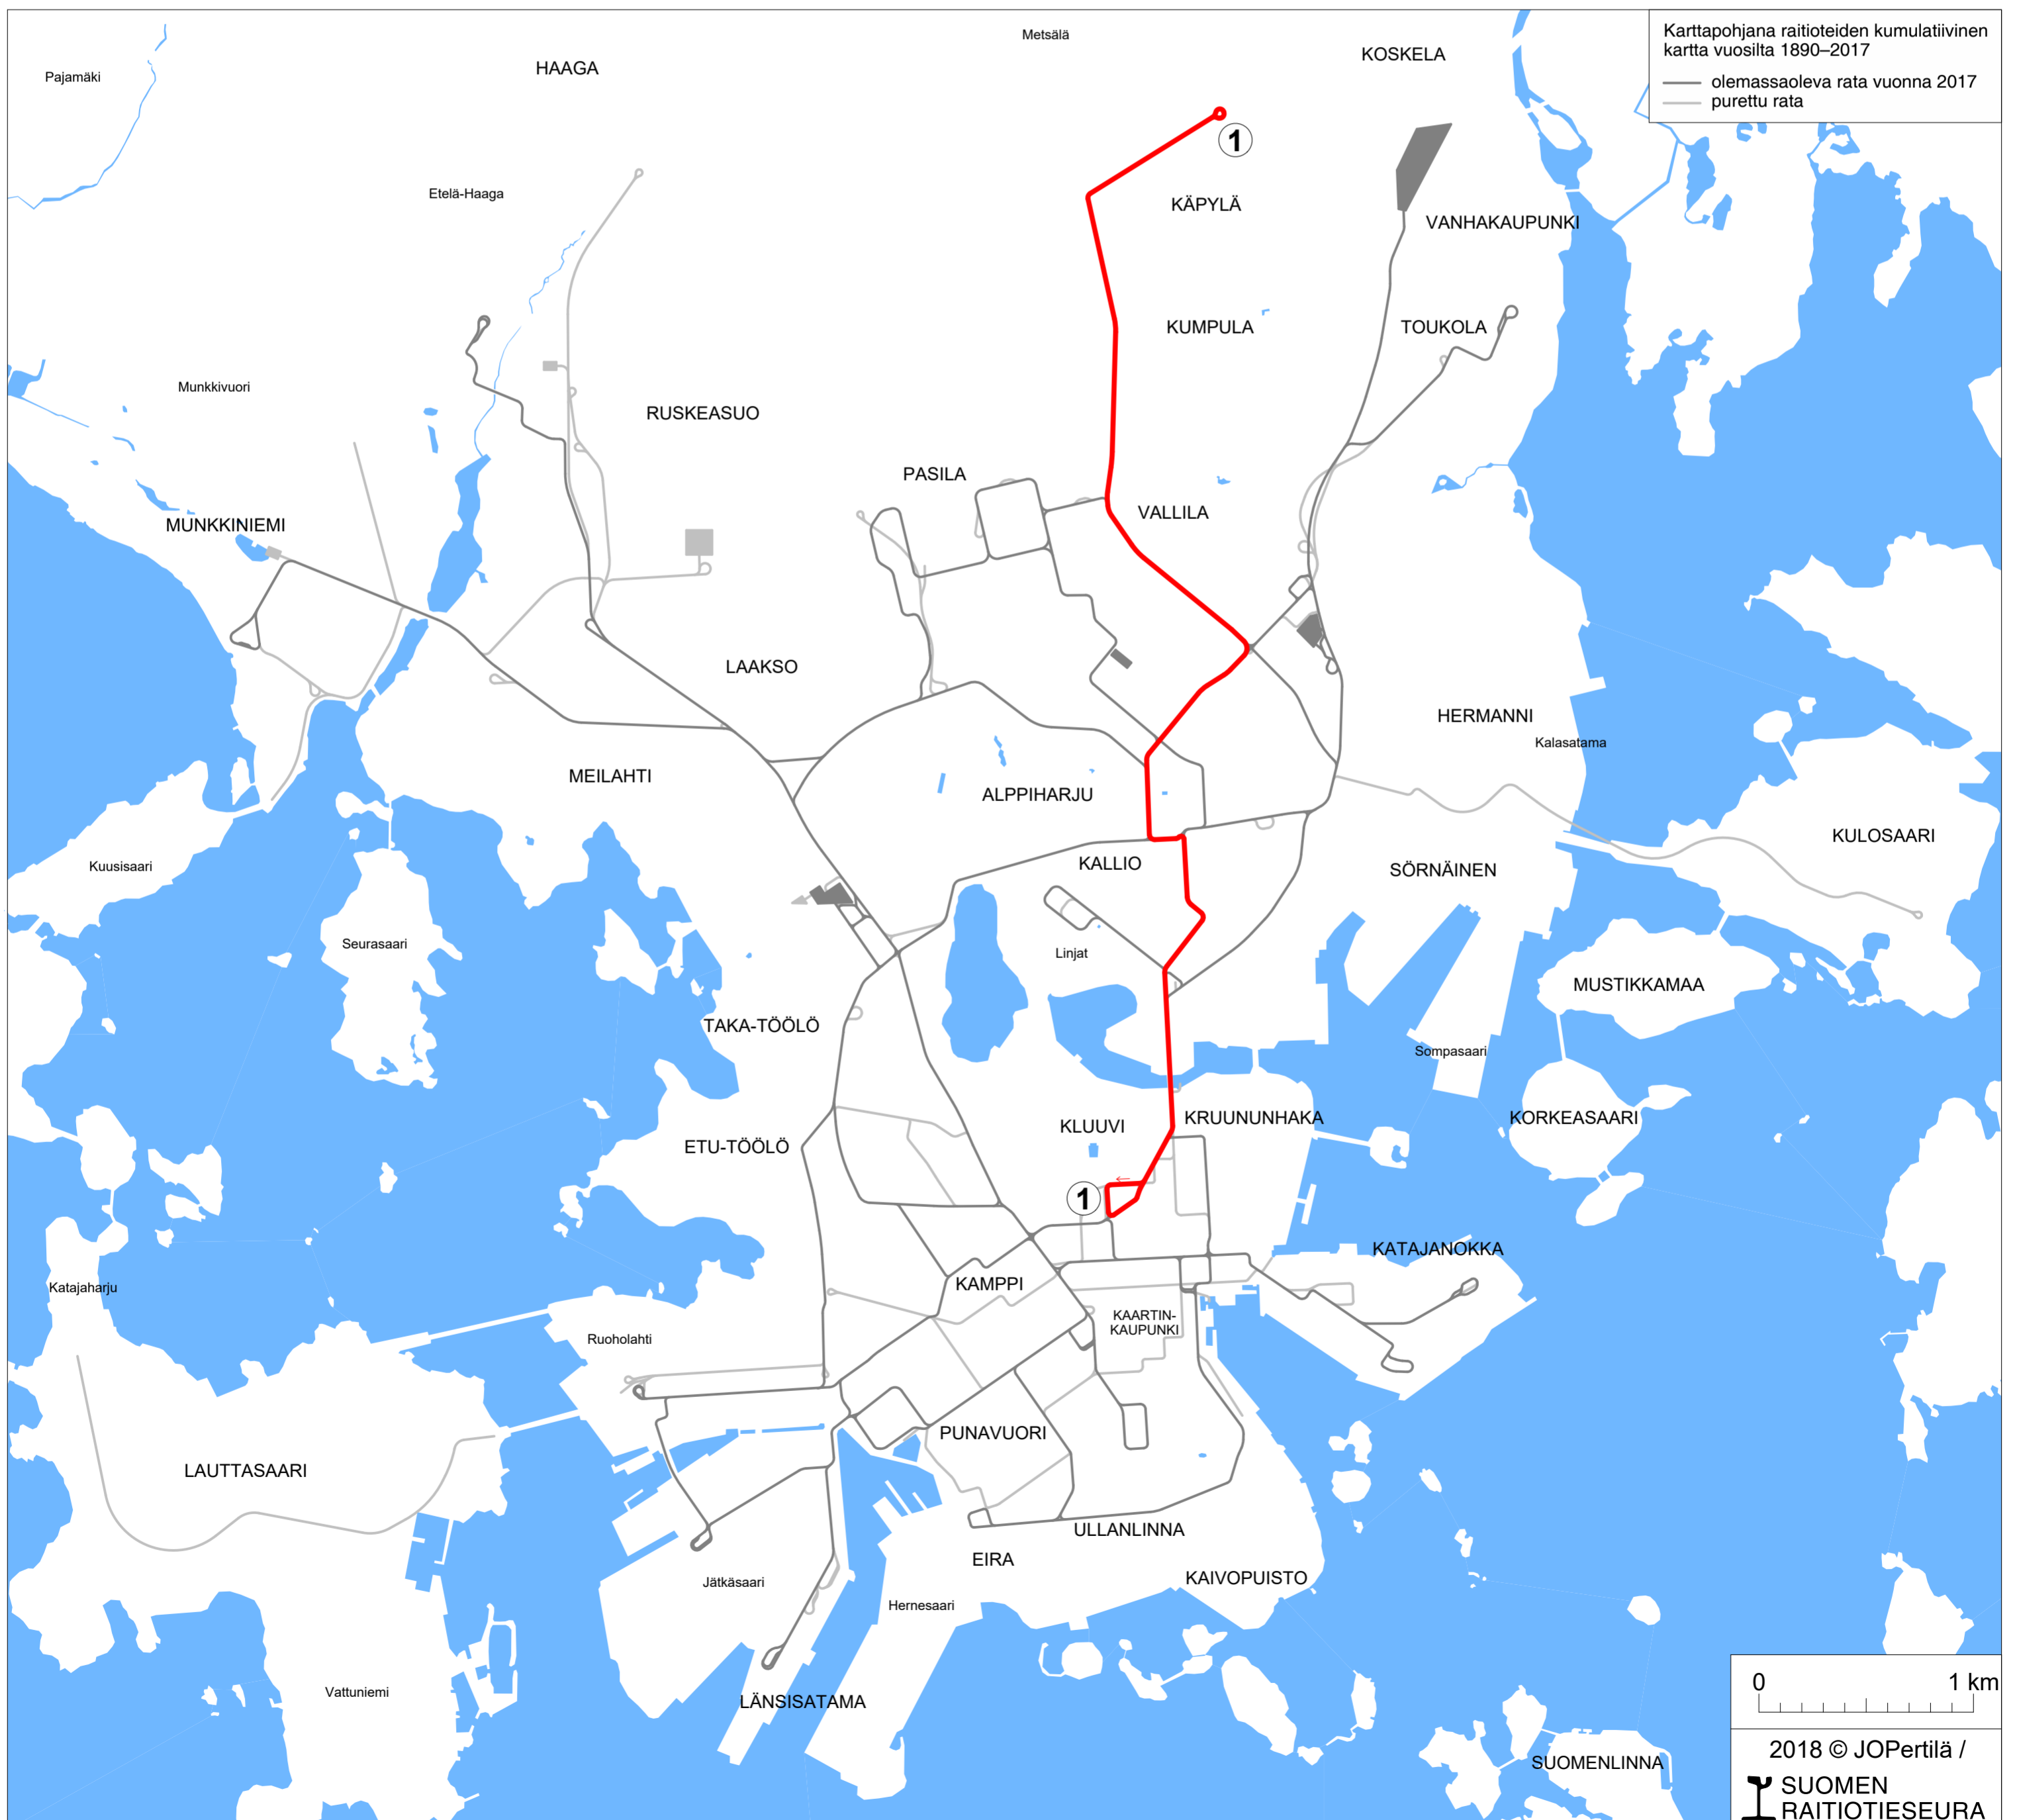 Karttapohjana raitioteiden kumulatiivinen
kartta vuosilta 1890–2017
olemassaoleva rata vuonna 2017
purettu rata
Metsälä
KOSKELA
HAAGA
Pajamäki
1
Etelä-Haaga
KÄPYLÄ
VANHAKAUPUNKI
KUMPULA
TOUKOLA
Munkkivuori
RUSKEASUO
PASILA
VALLILA
MUNKKINIEMI
LAAKSO
HERMANNI
Kalasatama
MEILAHTI
ALPPIHARJU
KULOSAARI
KALLIO
Kuusisaari
SÖRNÄINEN
Seurasaari
Linjat
MUSTIKKAMAA
TAKA-TÖÖLÖ
Sompasaari
KLUUVI
KRUUNUNHAKA
KORKEASAARI
ETU-TÖÖLÖ
←
1
KATAJANOKKA
Katajaharju
KAMPPI
KAARTIN-
KAUPUNKI
Ruoholahti
PUNAVUORI
LAUTTASAARI
ULLANLINNA
EIRA
KAIVOPUISTO
Jätkäsaari
Hernesaari
Vattuniemi
LÄNSISATAMA
0 1 km
2018 © JOPertilä /
SUOMEN
RAITIOTIESEURA
SUOMENLINNA